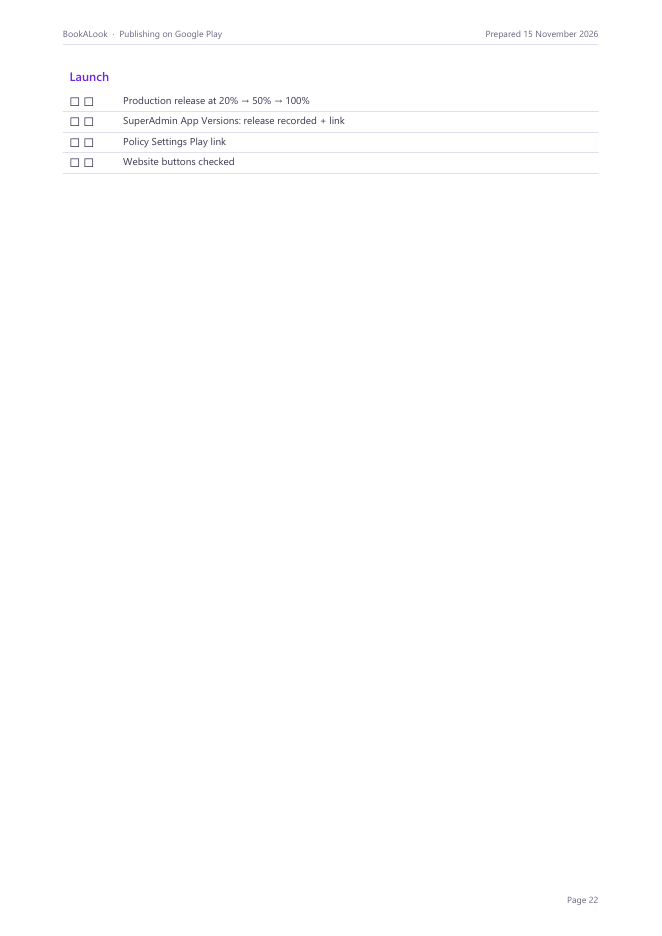 BookALook · Publishing on Google Play
Prepared 15 November 2026
Launch
☐ ☐ Production release at 20% → 50% → 100%
☐ ☐ SuperAdmin App Versions: release recorded + link
☐ ☐ Policy Settings Play link
☐ ☐ Website buttons checked
Page 22